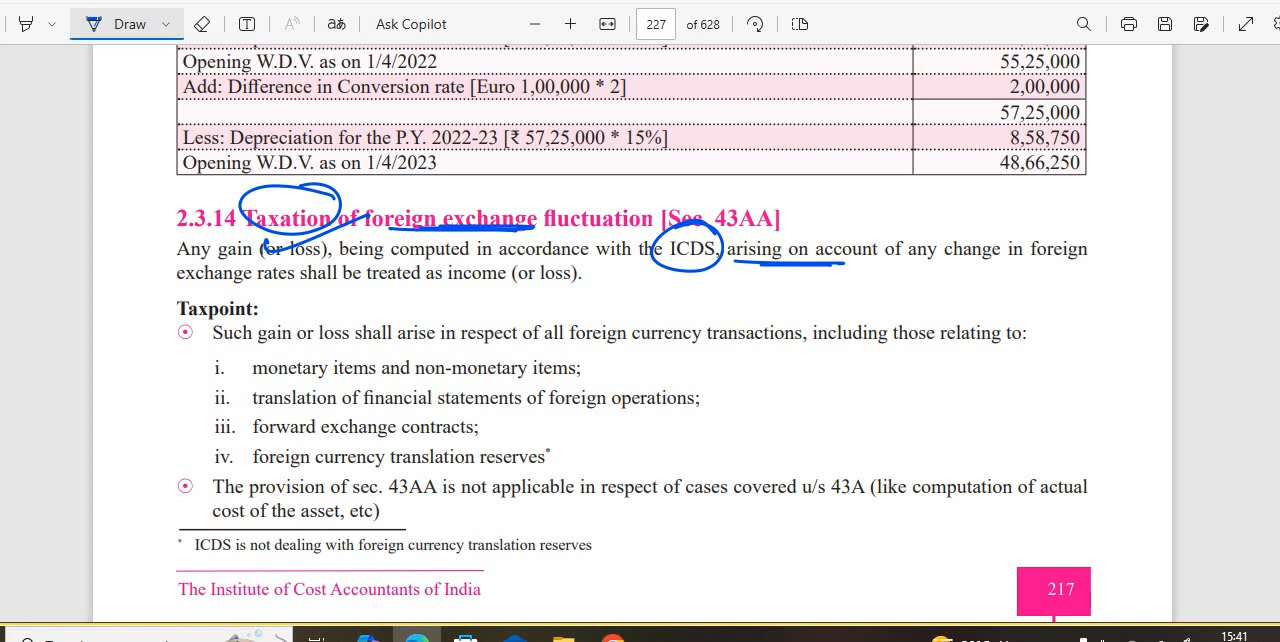 Draw
A
aあ
Ask Copilot
227
of 628
Opening W.D.V. as on 1/4/2022 55,25,000
Add: Difference in Conversion rate [Euro 1,00,000 * 2] 2,00,000
57,25,000
Less: Depreciation for the P.Y. 2022-23 [₹ 57,25,000 * 15%] 8,58,750
Opening W.D.V. as on 1/4/2023 48,66,250
2.3.14 Taxation of foreign exchange fluctuation [Sec. 43AA]
Any gain (or loss), being computed in accordance with the ICDS, arising on account of any change in foreign
exchange rates shall be treated as income (or loss).
Taxpoint:
Such gain or loss shall arise in respect of all foreign currency transactions, including those relating to:
i. monetary items and non-monetary items;
ii. translation of financial statements of foreign operations;
iii. forward exchange contracts;
iv. foreign currency translation reserves*
The provision of sec. 43AA is not applicable in respect of cases covered u/s 43A (like computation of actual
cost of the asset, etc)
* ICDS is not dealing with foreign currency translation reserves
The Institute of Cost Accountants of India
217
15:41